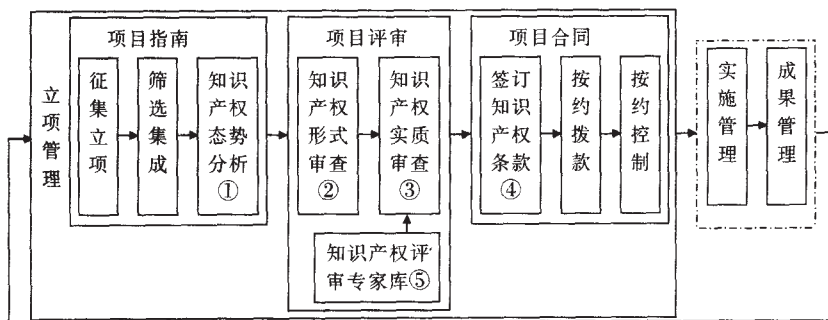 立项管理
项目指南
征集立项
筛选集成
知识
产权
态势
分析①
项目评审
知识
产权
形式
审查
②
知识
产权
实质
审查
③
知识产权评
审专家库⑤
项目合同
签订
知识
产权
条款
④
按约拨款
按约控制
实施管理
成果管理